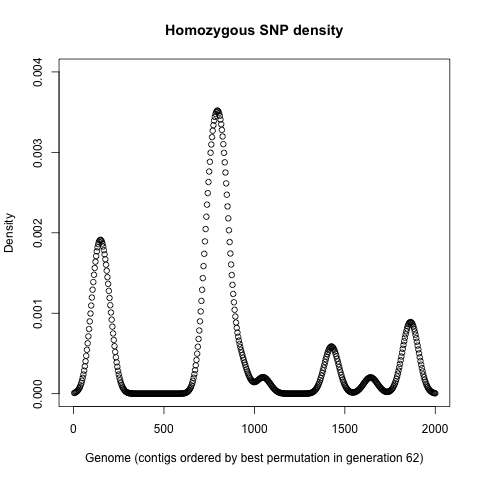 Homozygous SNP density
0.004
0.003
0.002
0.001
0.000
Density
0 500 1000 1500 2000
Genome (contigs ordered by best permutation in generation 62)